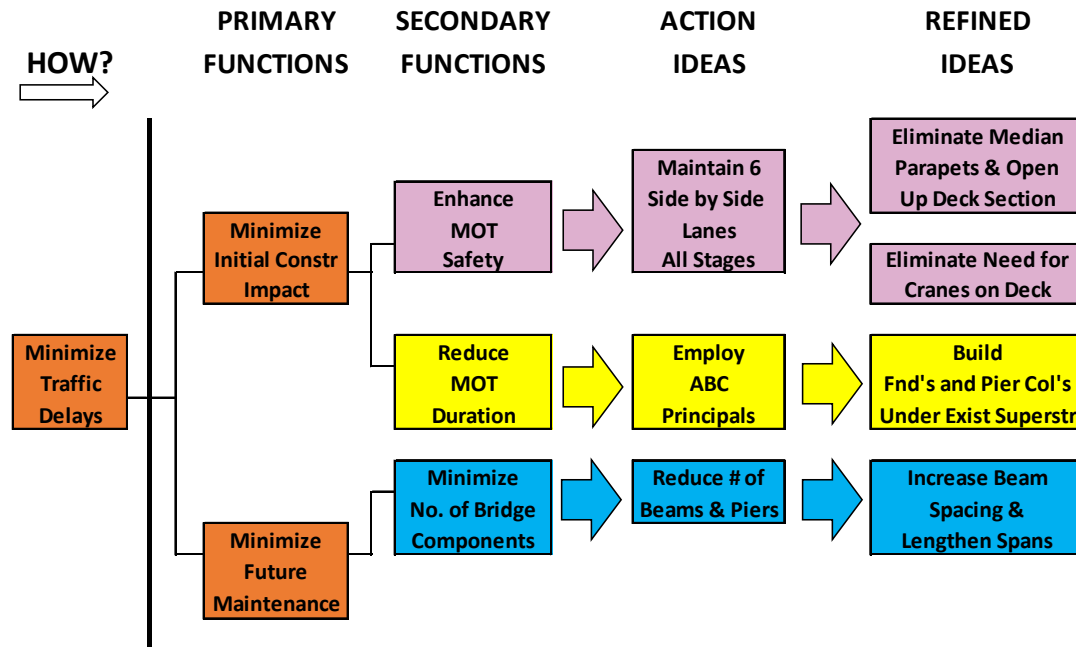 HOW?
PRIMARY
FUNCTIONS
SECONDARY
FUNCTIONS
ACTION
IDEAS
REFINED
IDEAS
Minimize
Traffic
Delays
Minimize
Initial Constr
Impact
Enhance
MOT
Safety
Maintain 6
Side by Side
Lanes
All Stages
Eliminate Median
Parapets & Open
Up Deck Section
Eliminate Need for
Cranes on Deck
Reduce
MOT
Duration
Employ
ABC
Principals
Build
Fnd's and Pier Col's
Under Exist Superstr
Minimize
Future
Maintenance
Minimize
No. of Bridge
Components
Reduce # of
Beams & Piers
Increase Beam
Spacing &
Lengthen Spans